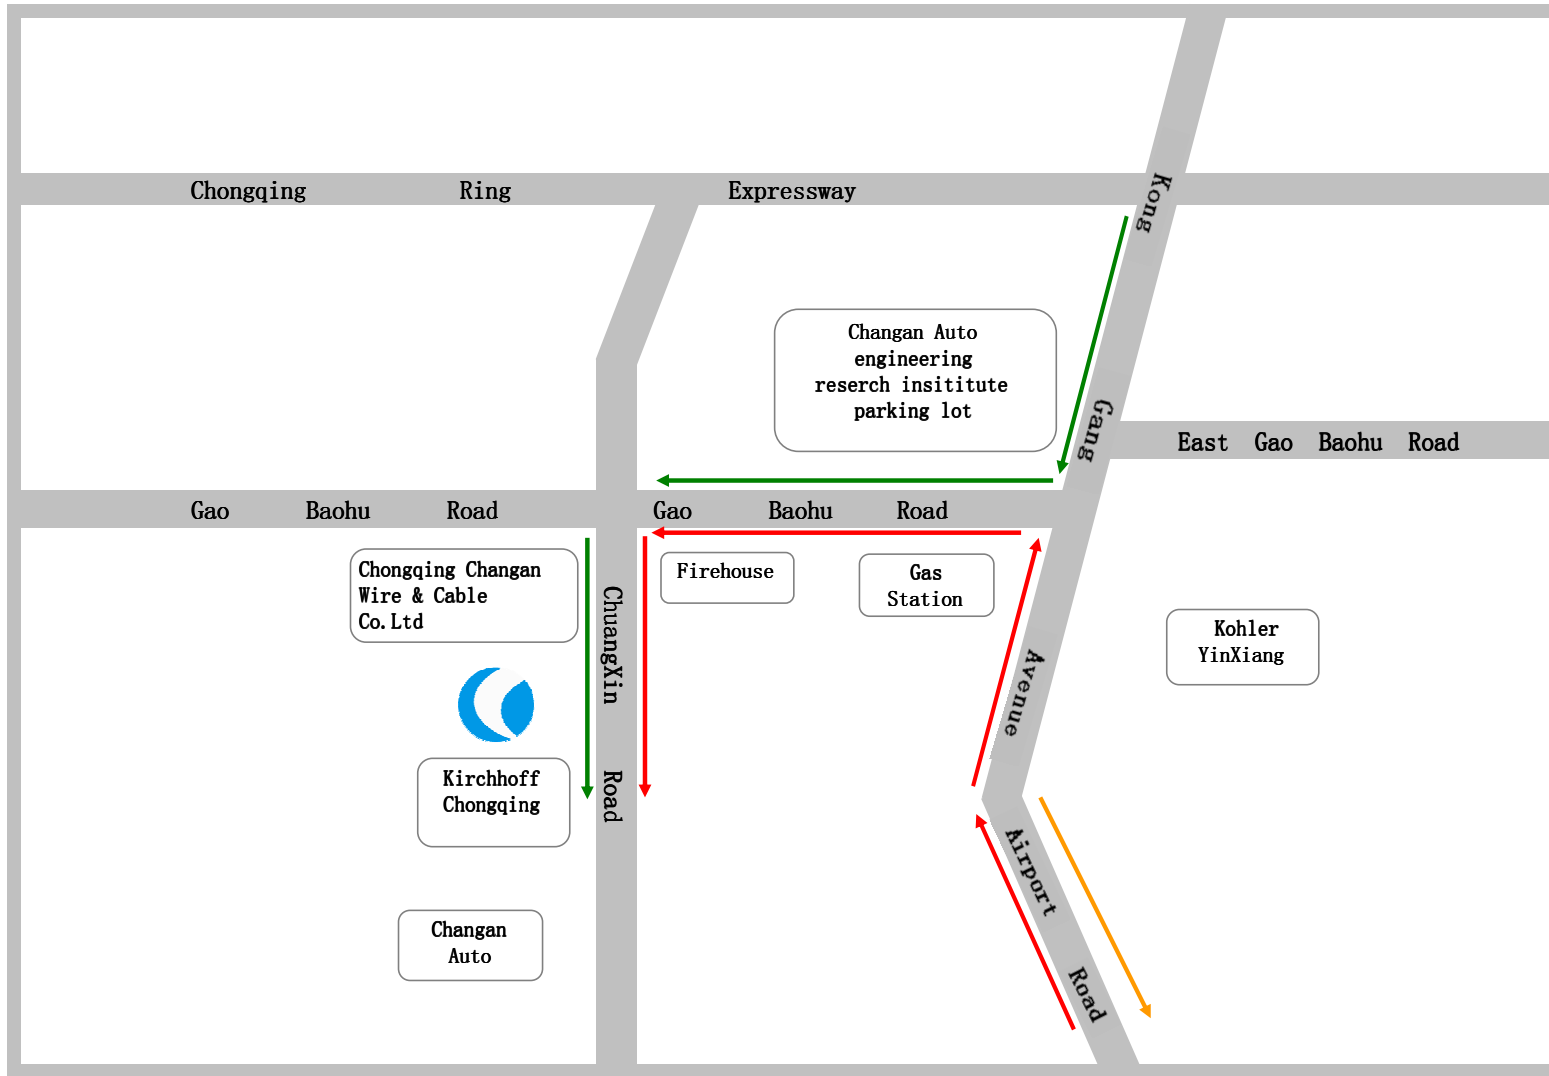 Chongqing Ring Expressway
Kong Gang Avenue
Changan Auto
engineering
reserch insititute
parking lot
East Gao Baohu Road
Gao Baohu Road
Gao Baohu Road
Chongqing Changan
Wire & Cable
Co.Ltd
ChuangXin Road
Firehouse
Gas
Station
Kohler
YinXiang
Kirchhoff
Chongqing
Airport Road
Changan
Auto